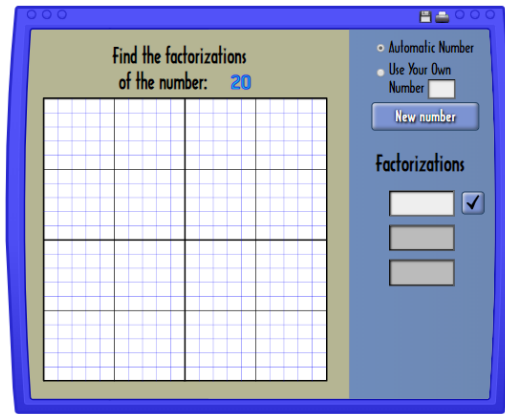 Find the factorizations
of the number: 20
Automatic Number
Use Your Own
Number
New number
Factorizations